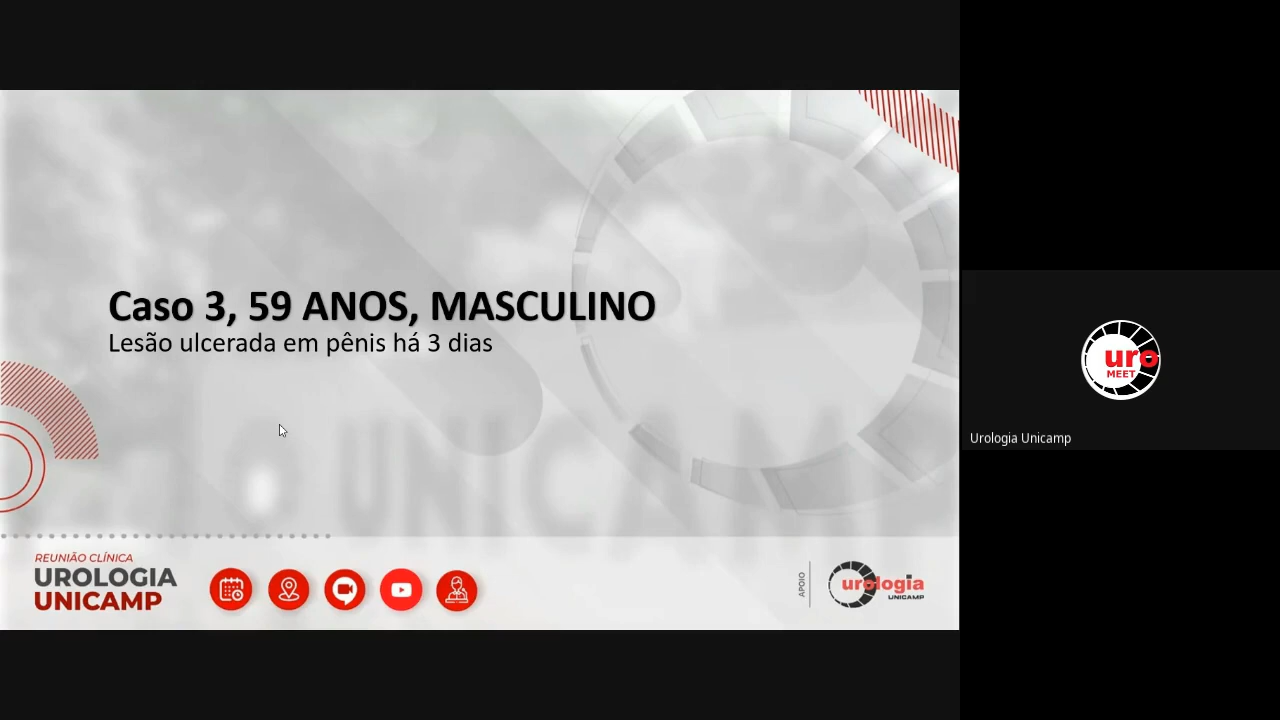 Caso 3, 59 ANOS, MASCULINO
Lesão ulcerada em pênis há 3 dias
UNICAMP
REUNIÃO CLÍNICA
UROLOGIA
UNICAMP
APOIO
urologia
UNICAMP
uro
MEET
Urologia Unicamp